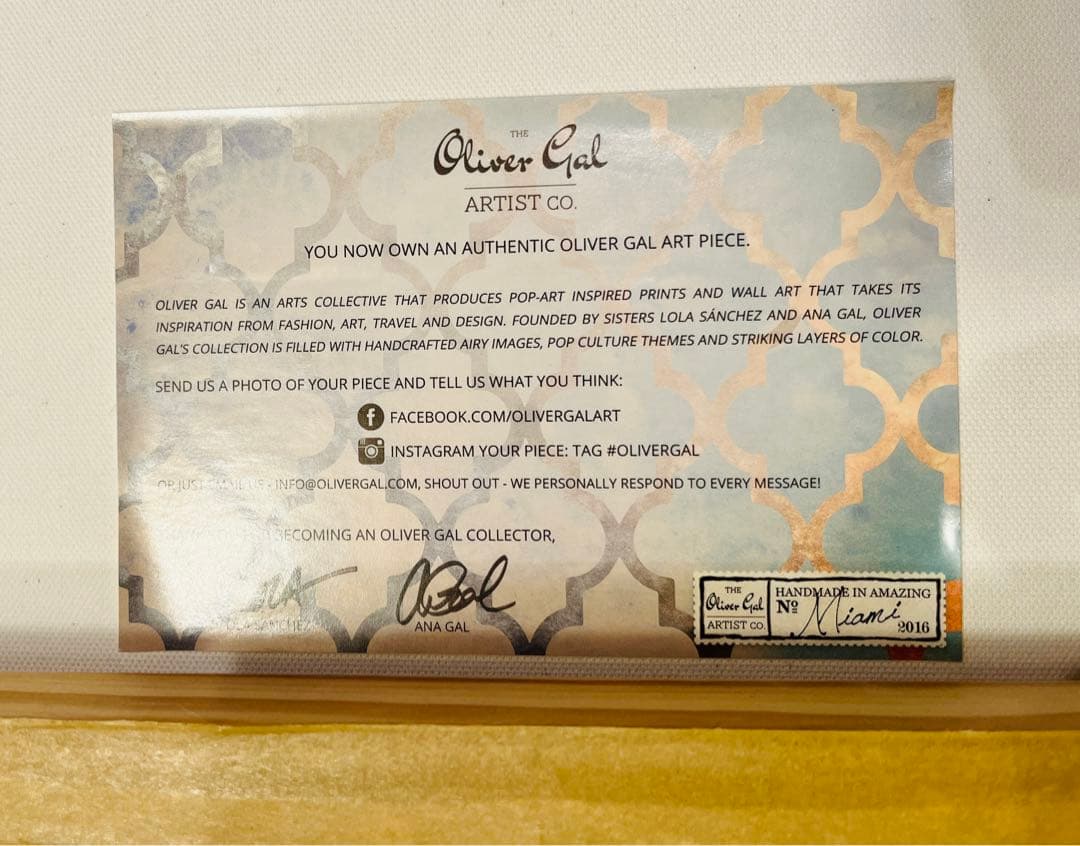 THE
Oliver Gal
ARTIST CO.
YOU NOW OWN AN AUTHENTIC OLIVER GAL ART PIECE.
OLIVER GAL IS AN ARTS COLLECTIVE THAT PRODUCES POP-ART INSPIRED PRINTS AND WALL ART THAT TAKES ITS
INSPIRATION FROM FASHION, ART, TRAVEL AND DESIGN. FOUNDED BY SISTERS LOLA SÁNCHEZ AND ANA GAL, OLIVER
GAL'S COLLECTION IS FILLED WITH HANDCRAFTED AIRY IMAGES, POP CULTURE THEMES AND STRIKING LAYERS OF COLOR.
SEND US A PHOTO OF YOUR PIECE AND TELL US WHAT YOU THINK:
f FACEBOOK.COM/OLIVERGALART
INSTAGRAM YOUR PIECE: TAG #OLIVERGAL
OR JUST EMAIL US - INFO@OLIVERGAL.COM, SHOUT OUT - WE PERSONALLY RESPOND TO EVERY MESSAGE!
BECOMING AN OLIVER GAL COLLECTOR,
SÁNCHEZ
ANA GAL
THE
Oliver Gal
ARTIST CO.
HANDMADE IN AMAZING
Nº Miami
2016